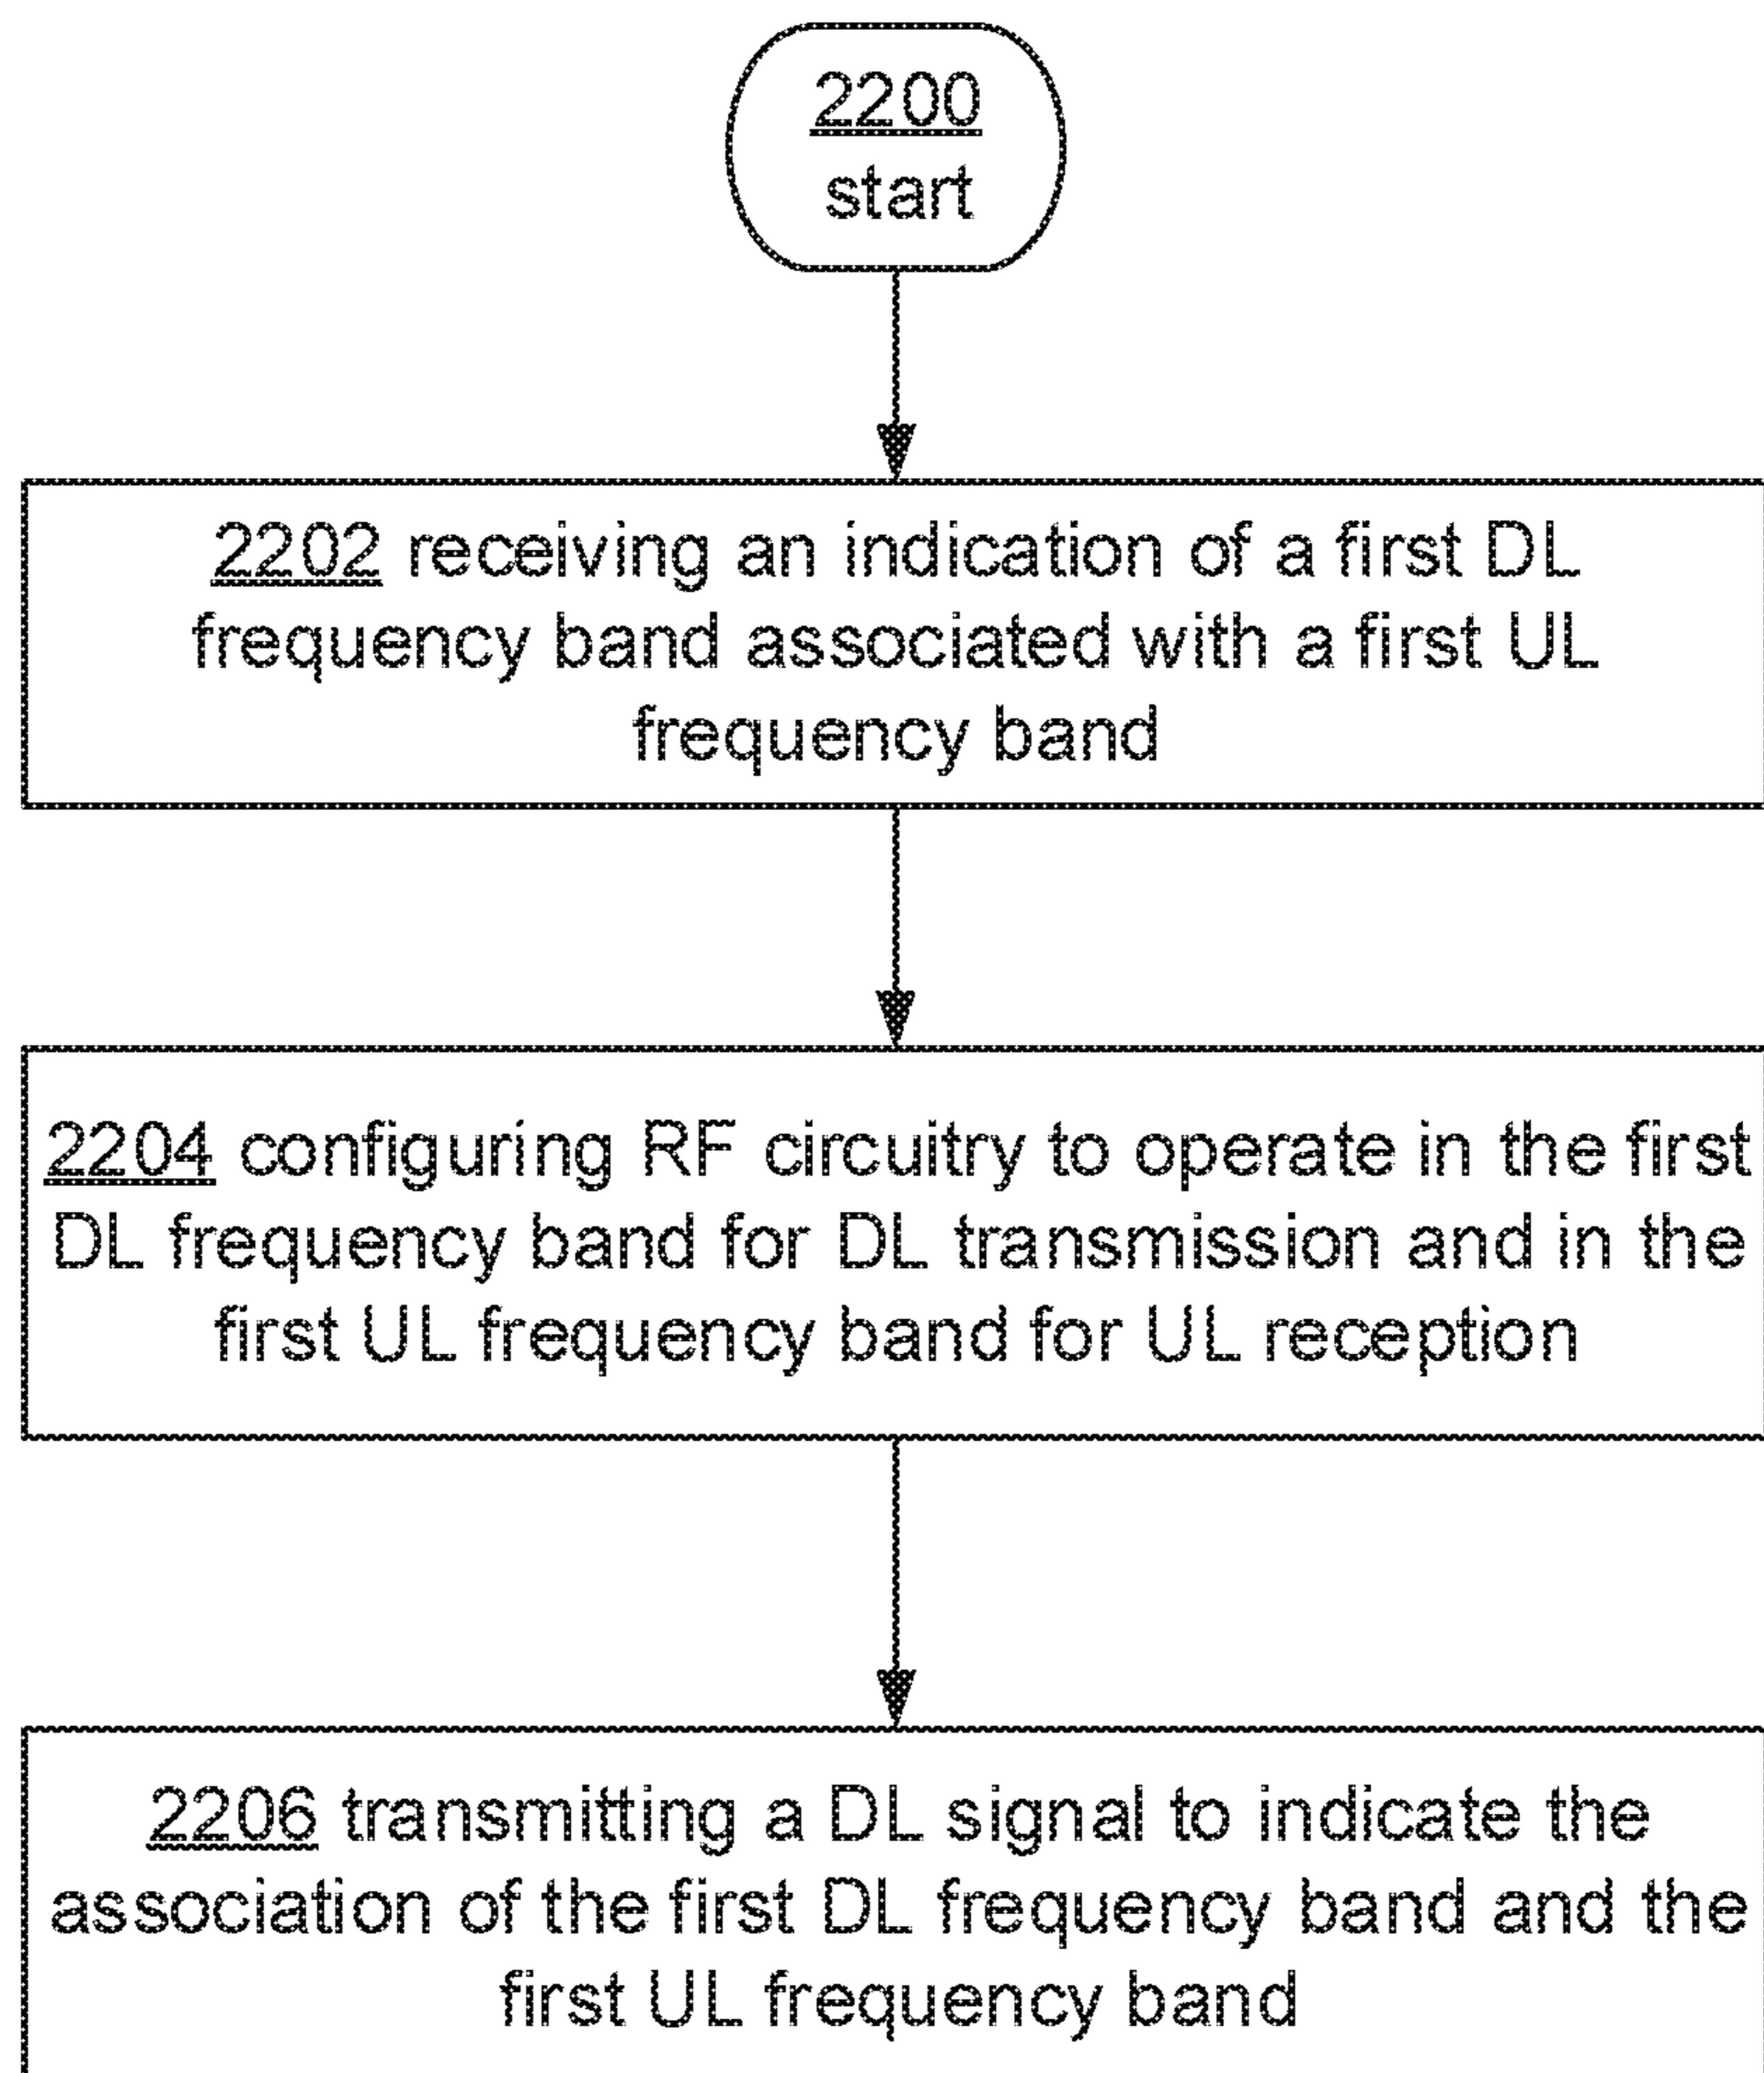 2200
start
2202 receiving an indication of a first DL
frequency band associated with a first UL
frequency band
2204 configuring RF circuitry to operate in the first
DL frequency band for DL transmission and in the
first UL frequency band for UL reception
2206 transmitting a DL signal to indicate the
association of the first DL frequency band and the
first UL frequency band